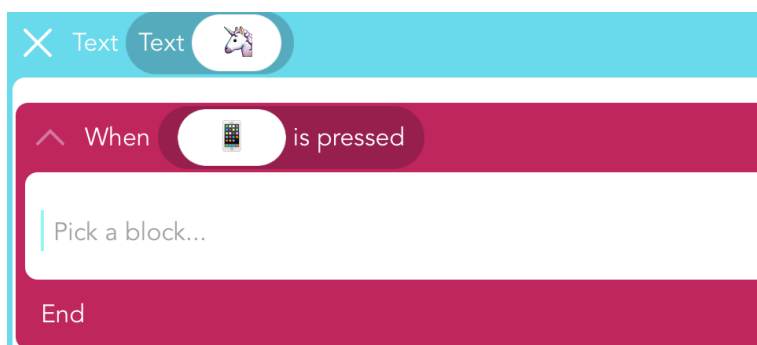 Text Text 🦄
When 📱 is pressed
Pick a block...
End